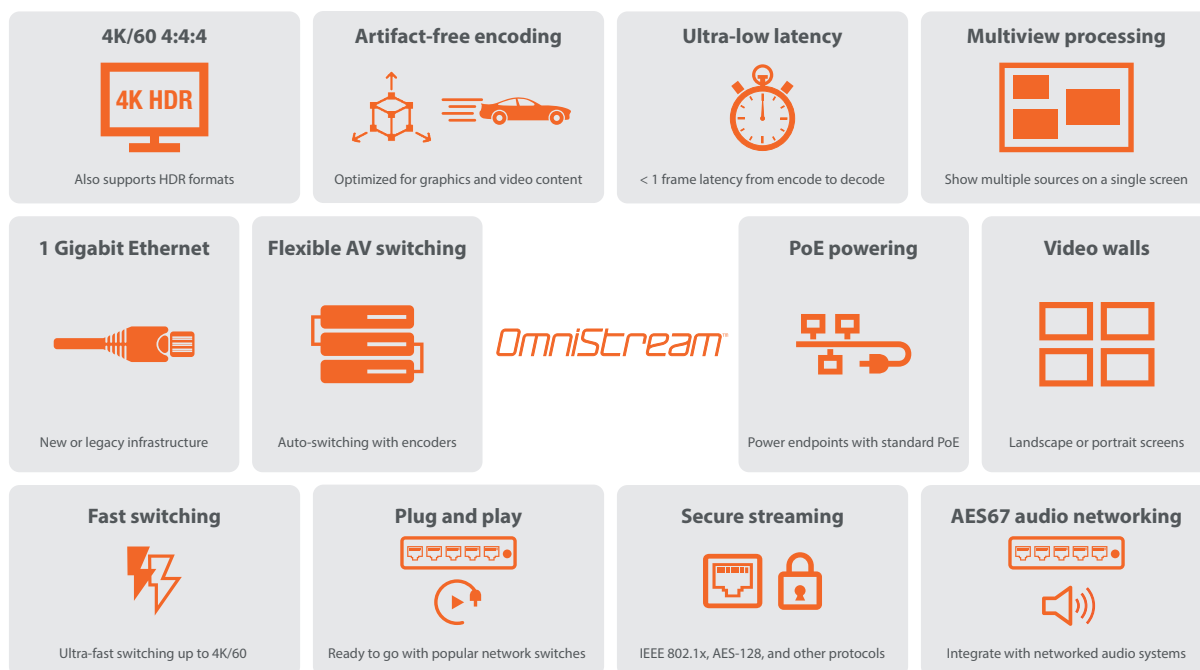 4K/60 4:4:4
4K HDR
Also supports HDR formats
Artifact-free encoding
Optimized for graphics and video content
Ultra-low latency
< 1 frame latency from encode to decode
Multiview processing
Show multiple sources on a single screen
1 Gigabit Ethernet
New or legacy infrastructure
Flexible AV switching
Auto-switching with encoders
OmniStream™
PoE powering
Power endpoints with standard PoE
Video walls
Landscape or portrait screens
Fast switching
Ultra-fast switching up to 4K/60
Plug and play
Ready to go with popular network switches
Secure streaming
IEEE 802.1x, AES-128, and other protocols
AES67 audio networking
Integrate with networked audio systems